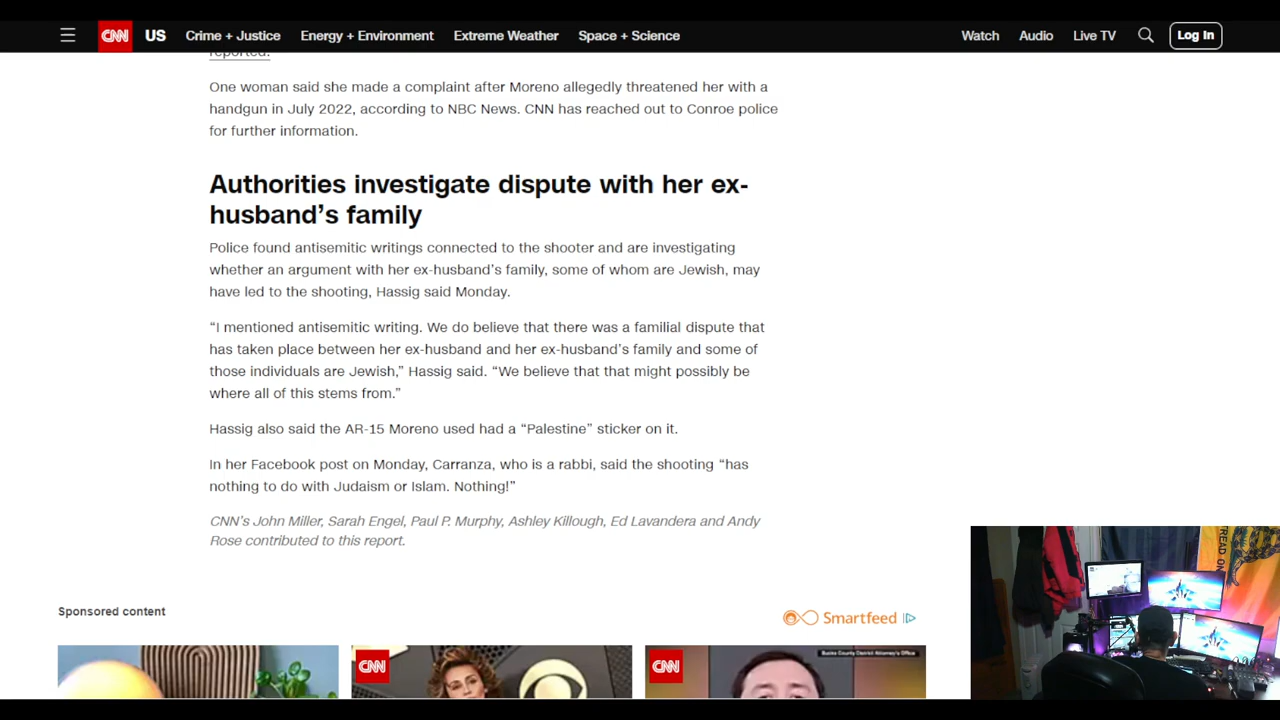 CNN US Crime + Justice Energy + Environment Extreme Weather Space + Science Watch Audio Live TV Log In
reported.
One woman said she made a complaint after Moreno allegedly threatened her with a
handgun in July 2022, according to NBC News. CNN has reached out to Conroe police
for further information.
Authorities investigate dispute with her ex-
husband’s family
Police found antisemitic writings connected to the shooter and are investigating
whether an argument with her ex-husband’s family, some of whom are Jewish, may
have led to the shooting, Hassig said Monday.
“I mentioned antisemitic writing. We do believe that there was a familial dispute that
has taken place between her ex-husband and her ex-husband’s family and some of
those individuals are Jewish,” Hassig said. “We believe that that might possibly be
where all of this stems from.”
Hassig also said the AR-15 Moreno used had a “Palestine” sticker on it.
In her Facebook post on Monday, Carranza, who is a rabbi, said the shooting “has
nothing to do with Judaism or Islam. Nothing!”
CNN’s John Miller, Sarah Engel, Paul P. Murphy, Ashley Killough, Ed Lavandera and Andy
Rose contributed to this report.
Sponsored content
Smartfeed
CNN
CNN
Bucks County District Attorney's Office
TREAD ON